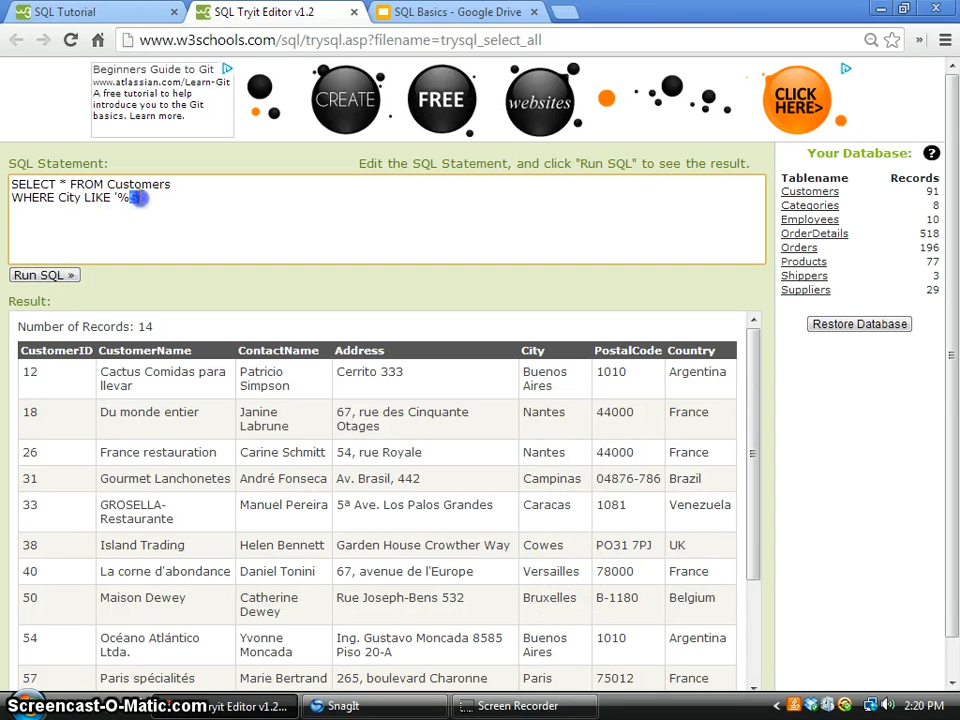 SQL Tutorial
SQL Tryit Editor v1.2
SQL Basics - Google Drive
www.w3schools.com/sql/trysql.asp?filename=trysql_select_all
Beginners Guide to Git
www.atlassian.com/Learn-Git
A free tutorial to help
introduce you to the Git
basics. Learn more.
CREATE
FREE
websites
CLICK
HERE>
SQL Statement:
Edit the SQL Statement, and click "Run SQL" to see the result.
SELECT * FROM Customers
WHERE City LIKE '%
Run SQL »
Result:
Number of Records: 14
CustomerID CustomerName ContactName Address City PostalCode Country
12 Cactus Comidas para llevar Patricio Simpson Cerrito 333 Buenos Aires 1010 Argentina
18 Du monde entier Janine Labrune 67, rue des Cinquante Otages Nantes 44000 France
26 France restauration Carine Schmitt 54, rue Royale Nantes 44000 France
31 Gourmet Lanchonetes André Fonseca Av. Brasil, 442 Campinas 04876-786 Brazil
33 GROSELLA-Restaurante Manuel Pereira 5ª Ave. Los Palos Grandes Caracas 1081 Venezuela
38 Island Trading Helen Bennett Garden House Crowther Way Cowes PO31 7PJ UK
40 La corne d'abondance Daniel Tonini 67, avenue de l'Europe Versailles 78000 France
50 Maison Dewey Catherine Dewey Rue Joseph-Bens 532 Bruxelles B-1180 Belgium
54 Océano Atlántico Ltda. Yvonne Moncada Ing. Gustavo Moncada 8585 Piso 20-A Buenos Aires 1010 Argentina
57 Paris spécialités Marie Bertrand 265, boulevard Charonne Paris 75012 France
Your Database:
Tablename Records
Customers 91
Categories 8
Employees 10
OrderDetails 518
Orders 196
Products 77
Shippers 3
Suppliers 29
Restore Database
Screencast-O-Matic.com
Tryit Editor v1.2...
SnagIt
Screen Recorder
2:20 PM